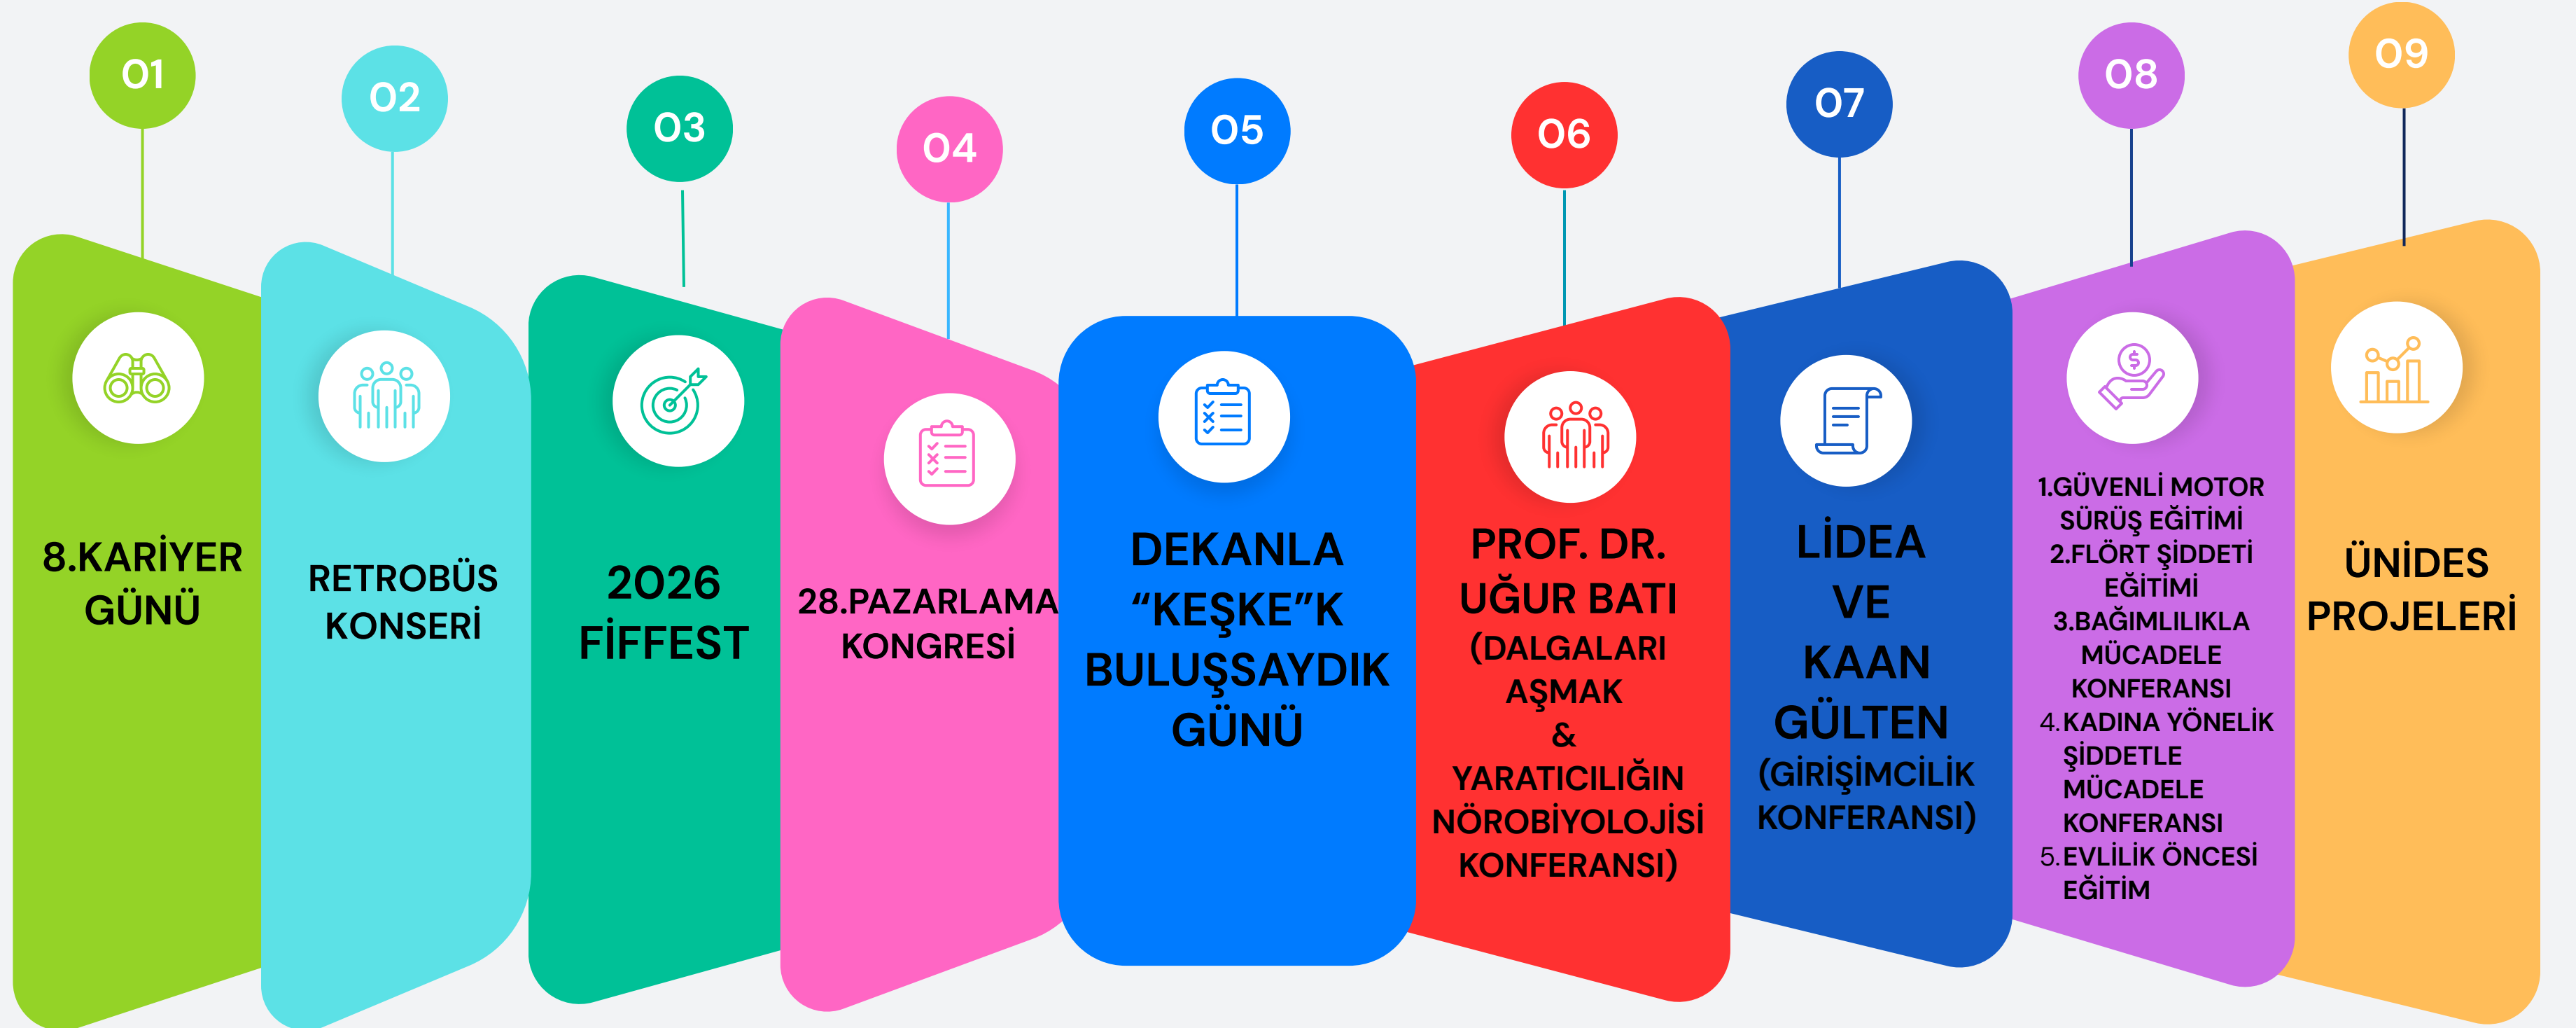 01
8.KARİYER
GÜNÜ
02
RETROBÜS
KONSERİ
03
2026
FİFFEST
04
28.PAZARLAMA
KONGRESİ
05
DEKANLA
“KEŞKE”K
BULUŞSAYDIK
GÜNÜ
06
PROF. DR.
UĞUR BATI
(DALGALARI
AŞMAK
&
YARATICILIĞIN
NÖROBİYOLOJİSİ
KONFERANSI)
07
LİDEA
VE
KAAN
GÜLTEN
(GİRİŞİMCİLİK
KONFERANSI)
08
$
1.GÜVENLİ MOTOR
SÜRÜŞ EĞİTİMİ
2.FLÖRT ŞİDDETİ
EĞİTİMİ
3.BAĞIMLILIKLA
MÜCADELE
KONFERANSI
4.KADINA YÖNELİK
ŞİDDETLE
MÜCADELE
KONFERANSI
5.EVLİLİK ÖNCESİ
EĞİTİM
09
ÜNİDES
PROJELERİ